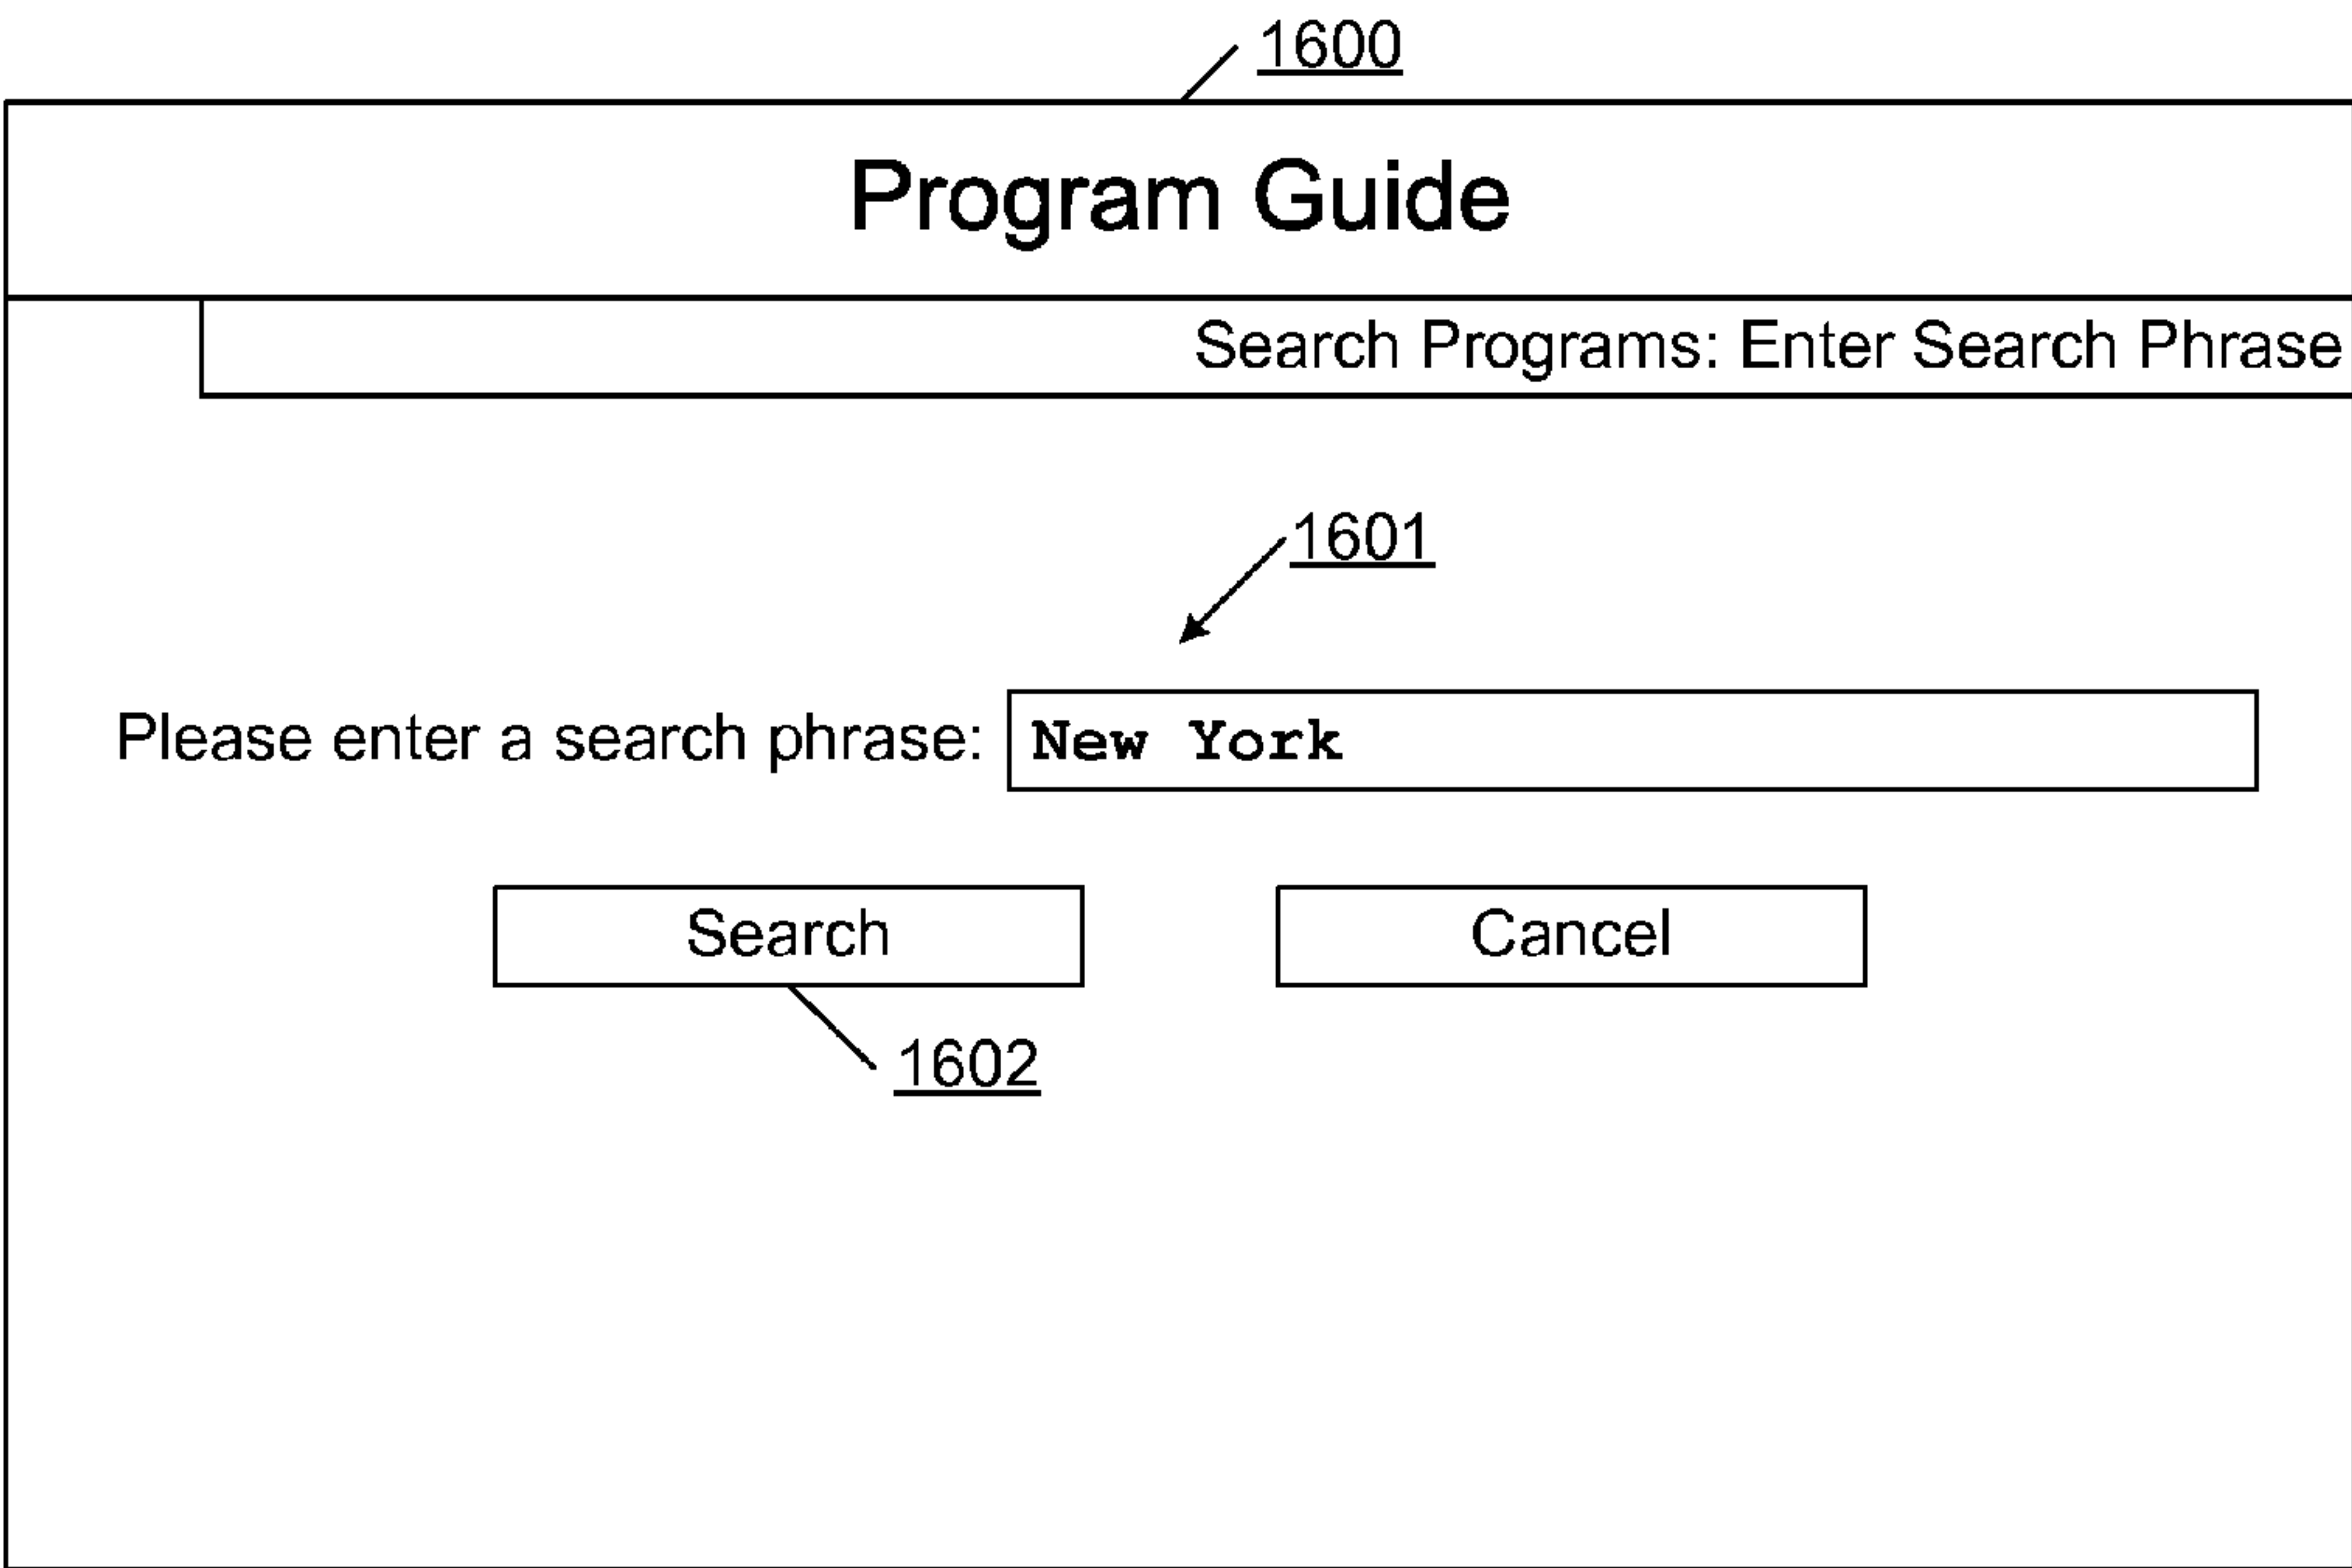 1600
Program Guide
Search Programs: Enter Search Phrase
1601
Please enter a search phrase: New York
Search Cancel
1602